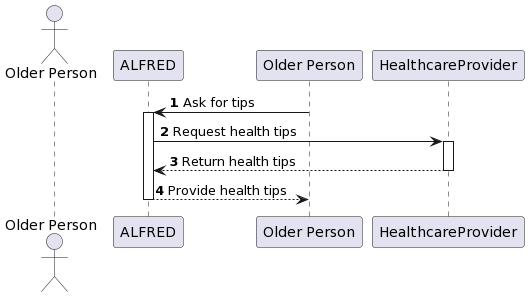 Older Person
ALFRED
Older Person
HealthcareProvider
1 Ask for tips
2 Request health tips
3 Return health tips
4 Provide health tips
Older Person
ALFRED
Older Person
HealthcareProvider